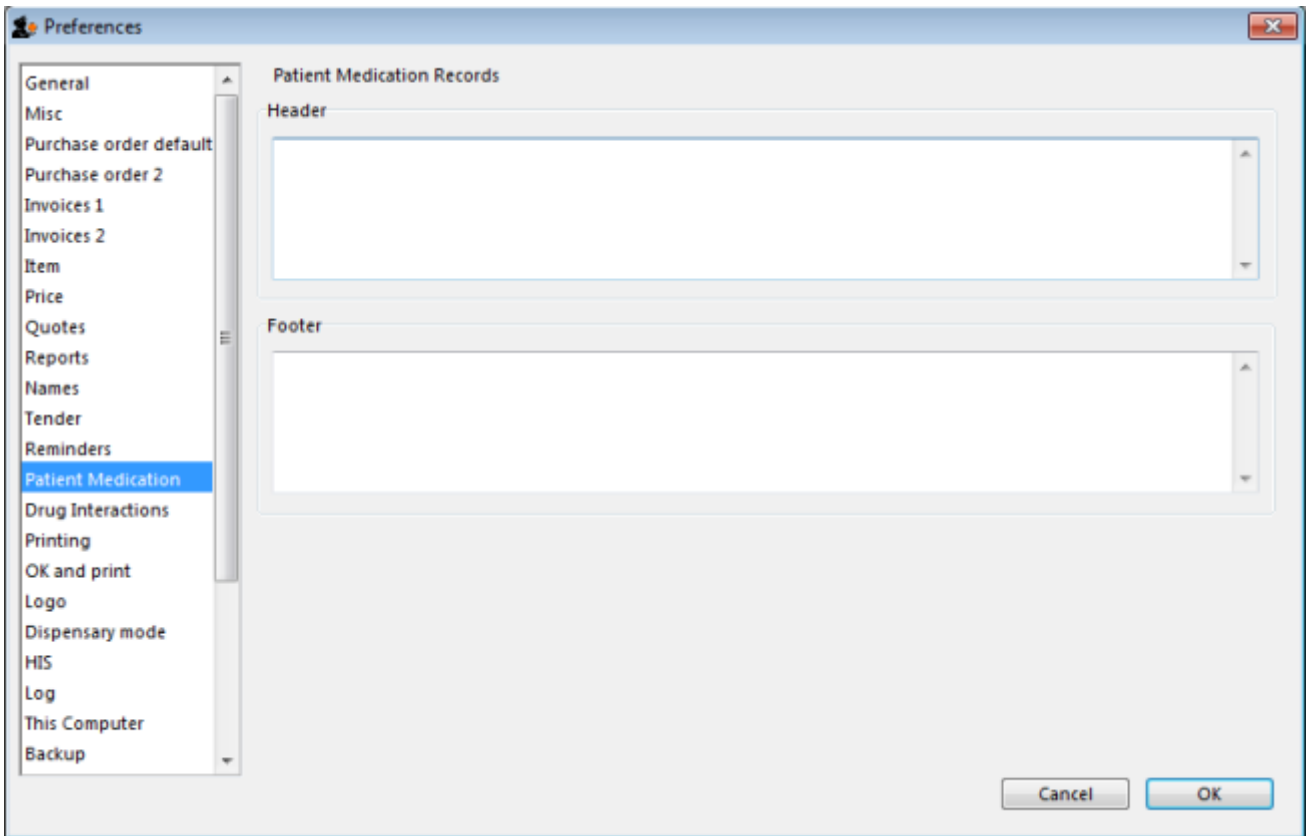 Preferences
General
Misc
Purchase order default
Purchase order 2
Invoices 1
Invoices 2
Item
Price
Quotes
Reports
Names
Tender
Reminders
Patient Medication
Drug Interactions
Printing
OK and print
Logo
Dispensary mode
HIS
Log
This Computer
Backup
Patient Medication Records
Header
Footer
Cancel
OK